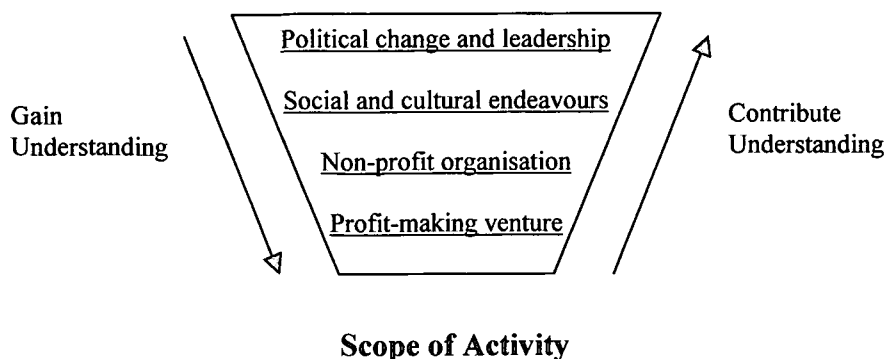 Political change and leadership
Social and cultural endeavours
Non-profit organisation
Profit-making venture
Gain
Understanding
Contribute
Understanding
Scope of Activity